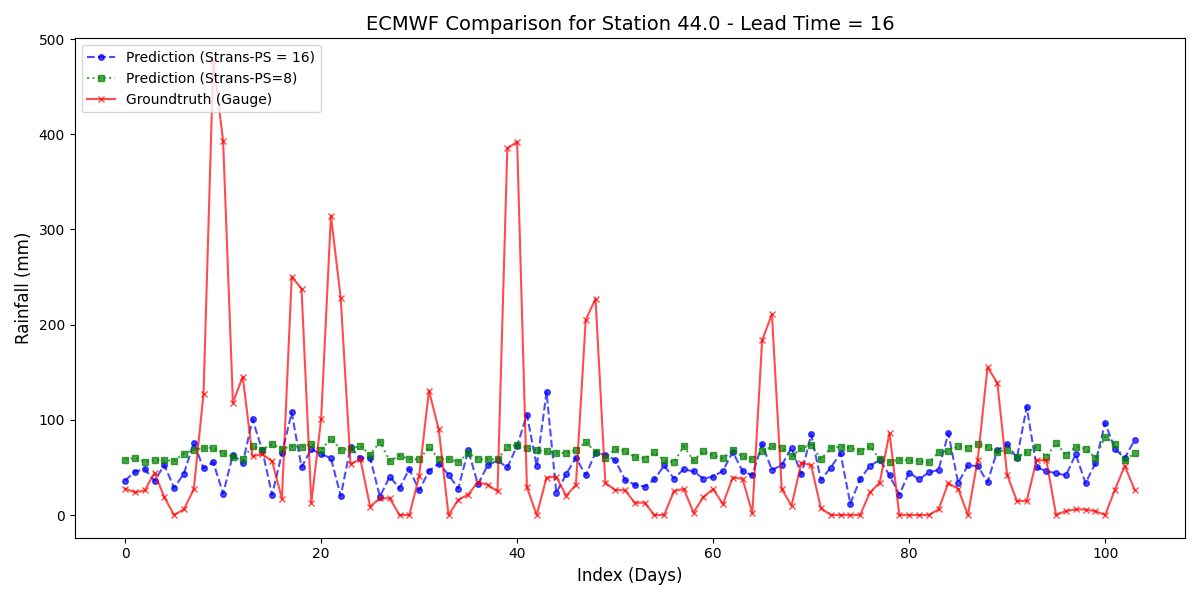 ECMWF Comparison for Station 44.0 - Lead Time = 16
500
400
300
200
100
0
Rainfall (mm)
Prediction (Strans-PS = 16)
Prediction (Strans-PS=8)
Groundtruth (Gauge)
0 20 40 60 80 100
Index (Days)